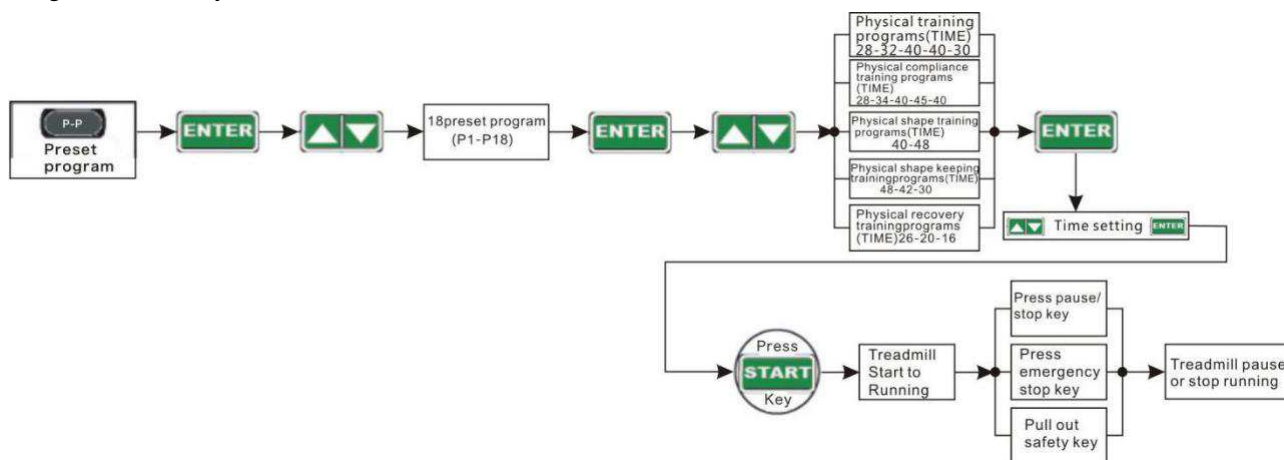 P-P
Preset
program
ENTER
18preset program
(P1-P18)
ENTER
Physical training
programs(TIME)
28-32-40-40-30
Physical compliance
training programs
(TIME)
28-34-40-45-40
Physical shape training
programs(TIME)
40-48
Physical shape keeping
trainingprograms(TIME)
48-42-30
Physical recovery
trainingprograms
(TIME)26-20-16
ENTER
Time setting ENTER
Press
START
Key
Treadmill
Start to
Running
Press pause/
stop key
Press
emergency
stop key
Pull out
safety key
Treadmill pause
or stop running